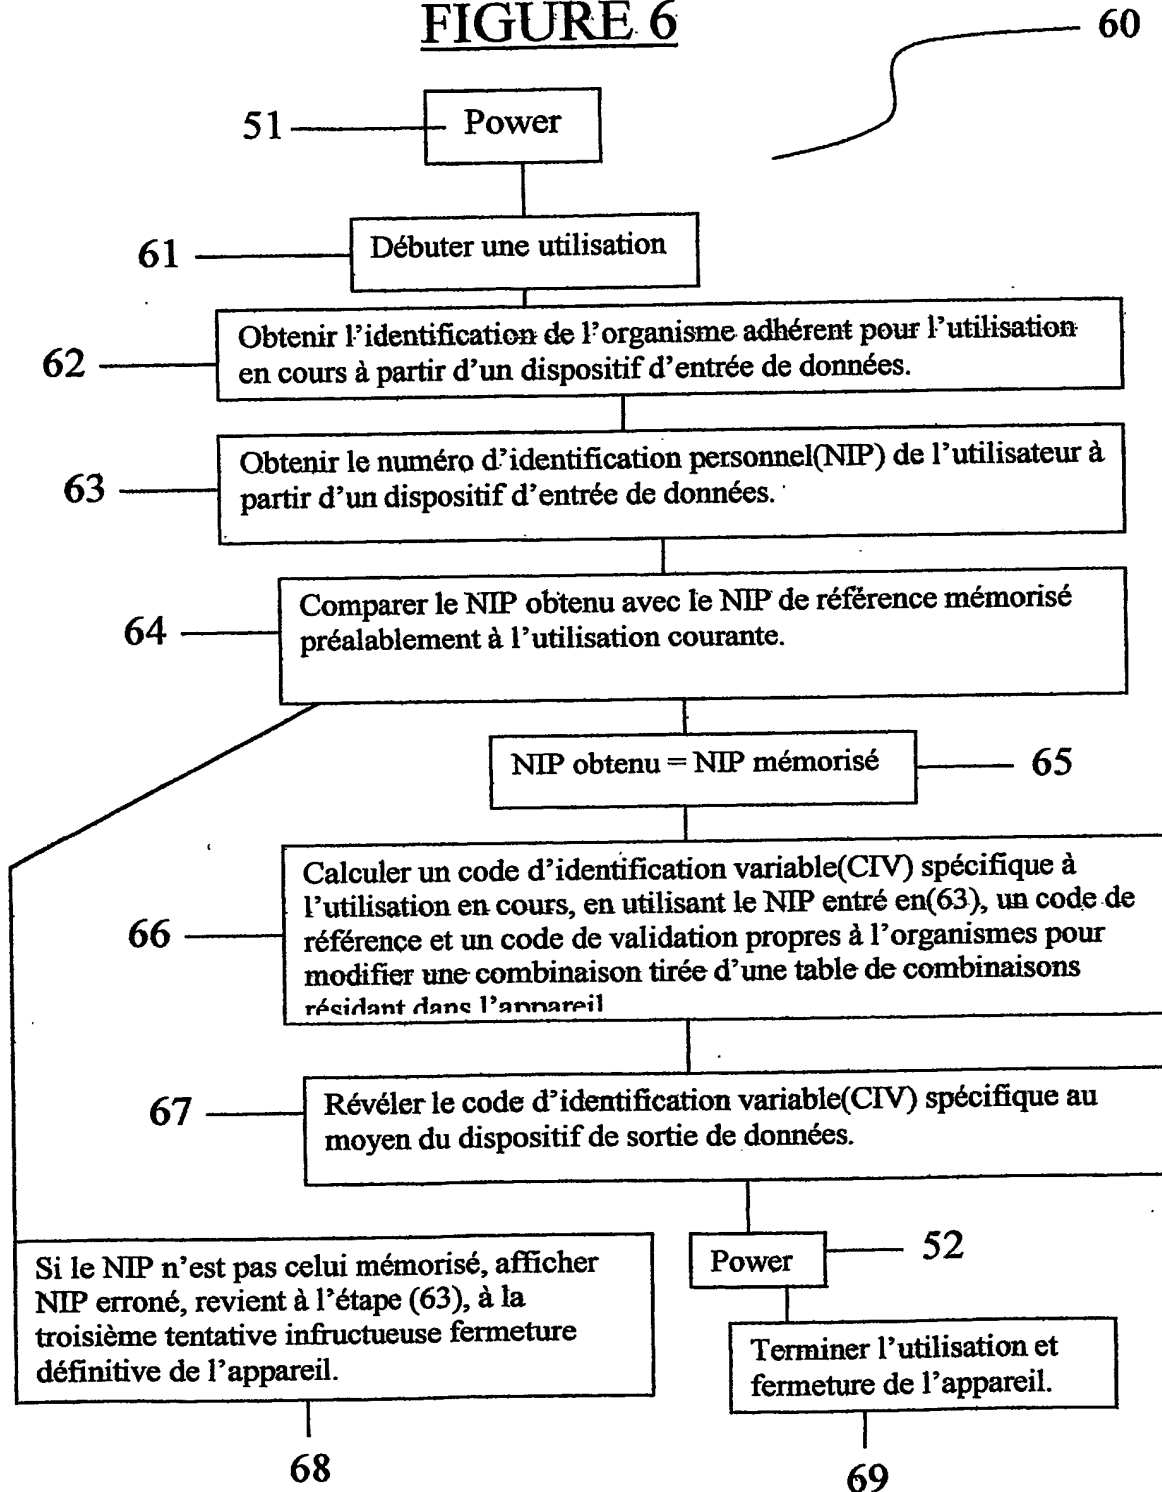 FIGURE 6
60
51
Power
61
Débuter une utilisation
62
Obtenir l'identification de l'organisme adhérent pour l'utilisation
en cours à partir d'un dispositif d'entrée de données.
63
Obtenir le numéro d'identification personnel(NIP) de l'utilisateur à
partir d'un dispositif d'entrée de données.
64
Comparer le NIP obtenu avec le NIP de référence mémorisé
préalablement à l'utilisation courante.
NIP obtenu = NIP mémorisé
65
66
Calculer un code d'identification variable(CIV) spécifique à
l'utilisation en cours, en utilisant le NIP entré en(63), un code de
référence et un code de validation propres à l'organismes pour
modifier une combinaison tirée d'une table de combinaisons
résidant dans l'appareil
67
Révéler le code d'identification variable(CIV) spécifique au
moyen du dispositif de sortie de données.
Power
52
Si le NIP n'est pas celui mémorisé, afficher
NIP erroné, revient à l'étape (63), à la
troisième tentative infructueuse fermeture
définitive de l'appareil.
Terminer l'utilisation et
fermeture de l'appareil.
68
69